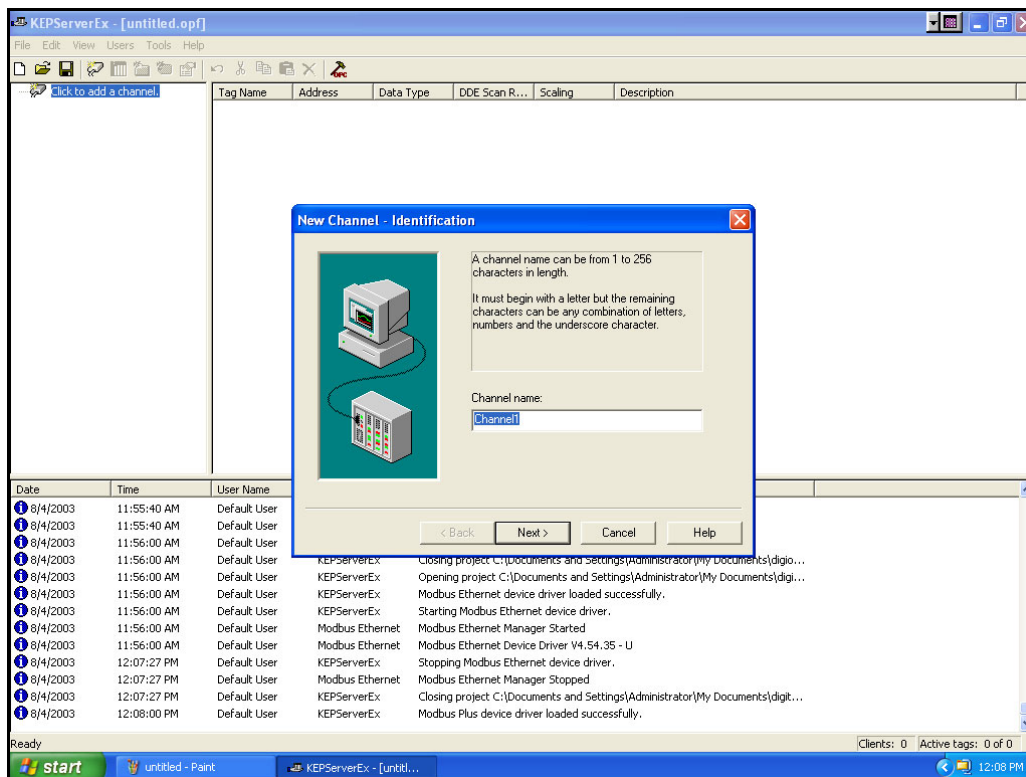 KEPServerEx - [untitled.opf]
File Edit View Users Tools Help
OPC
Click to add a channel.
Tag Name Address Data Type DDE Scan R... Scaling Description
New Channel - Identification
A channel name can be from 1 to 256
characters in length.
It must begin with a letter but the remaining
characters can be any combination of letters,
numbers and the underscore character.
Channel name:
Channel1
< Back Next > Cancel Help
Date Time User Name
8/4/2003 11:55:40 AM Default User
8/4/2003 11:55:40 AM Default User
8/4/2003 11:56:00 AM Default User
8/4/2003 11:56:00 AM Default User KEPServerEx Closing project C:\Documents and Settings\Administrator\My Documents\digio...
8/4/2003 11:56:00 AM Default User KEPServerEx Opening project C:\Documents and Settings\Administrator\My Documents\digi...
8/4/2003 11:56:00 AM Default User KEPServerEx Modbus Ethernet device driver loaded successfully.
8/4/2003 11:56:00 AM Default User KEPServerEx Starting Modbus Ethernet device driver.
8/4/2003 11:56:00 AM Default User Modbus Ethernet Modbus Ethernet Manager Started
8/4/2003 11:56:00 AM Default User Modbus Ethernet Modbus Ethernet Device Driver V4.54.35 - U
8/4/2003 12:07:27 PM Default User KEPServerEx Stopping Modbus Ethernet device driver.
8/4/2003 12:07:27 PM Default User Modbus Ethernet Modbus Ethernet Manager Stopped
8/4/2003 12:07:27 PM Default User KEPServerEx Closing project C:\Documents and Settings\Administrator\My Documents\digit...
8/4/2003 12:08:00 PM Default User KEPServerEx Modbus Plus device driver loaded successfully.
Ready Clients: 0 Active tags: 0 of 0
start untitled - Paint KEPServerEx - [untitl... 12:08 PM